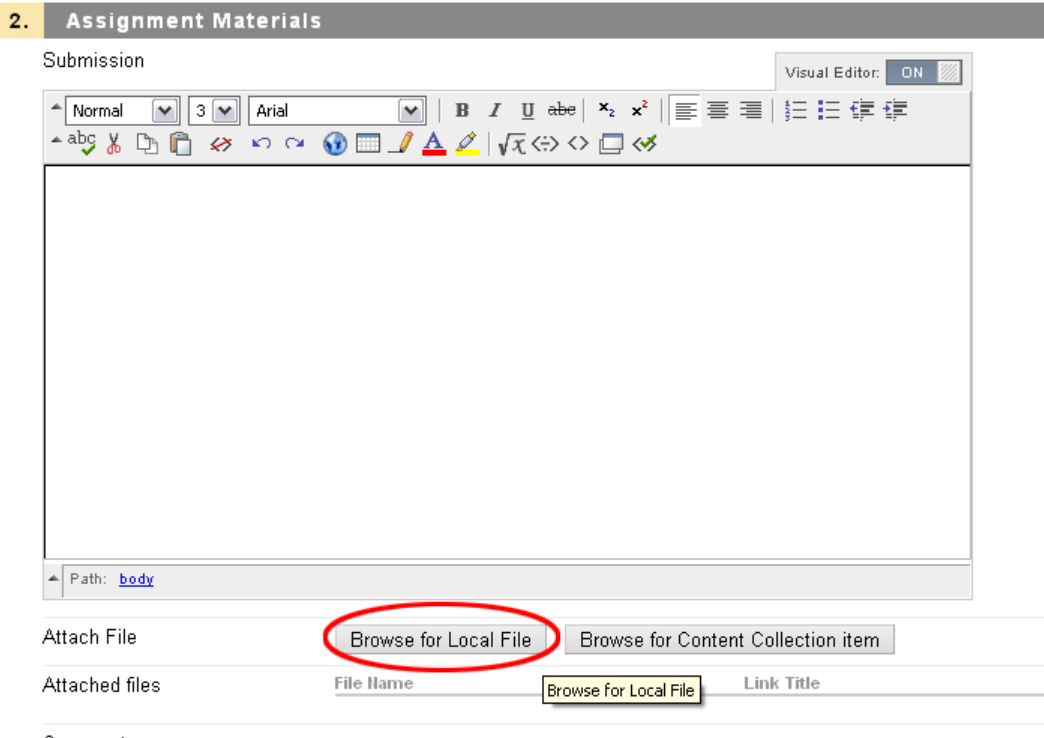 2. Assignment Materials
Submission
Visual Editor: ON
Normal 3 Arial B I U abc x₂ x²
abc √x
Path: body
Attach File Browse for Local File Browse for Content Collection item
Attached files File Name Link Title
Browse for Local File